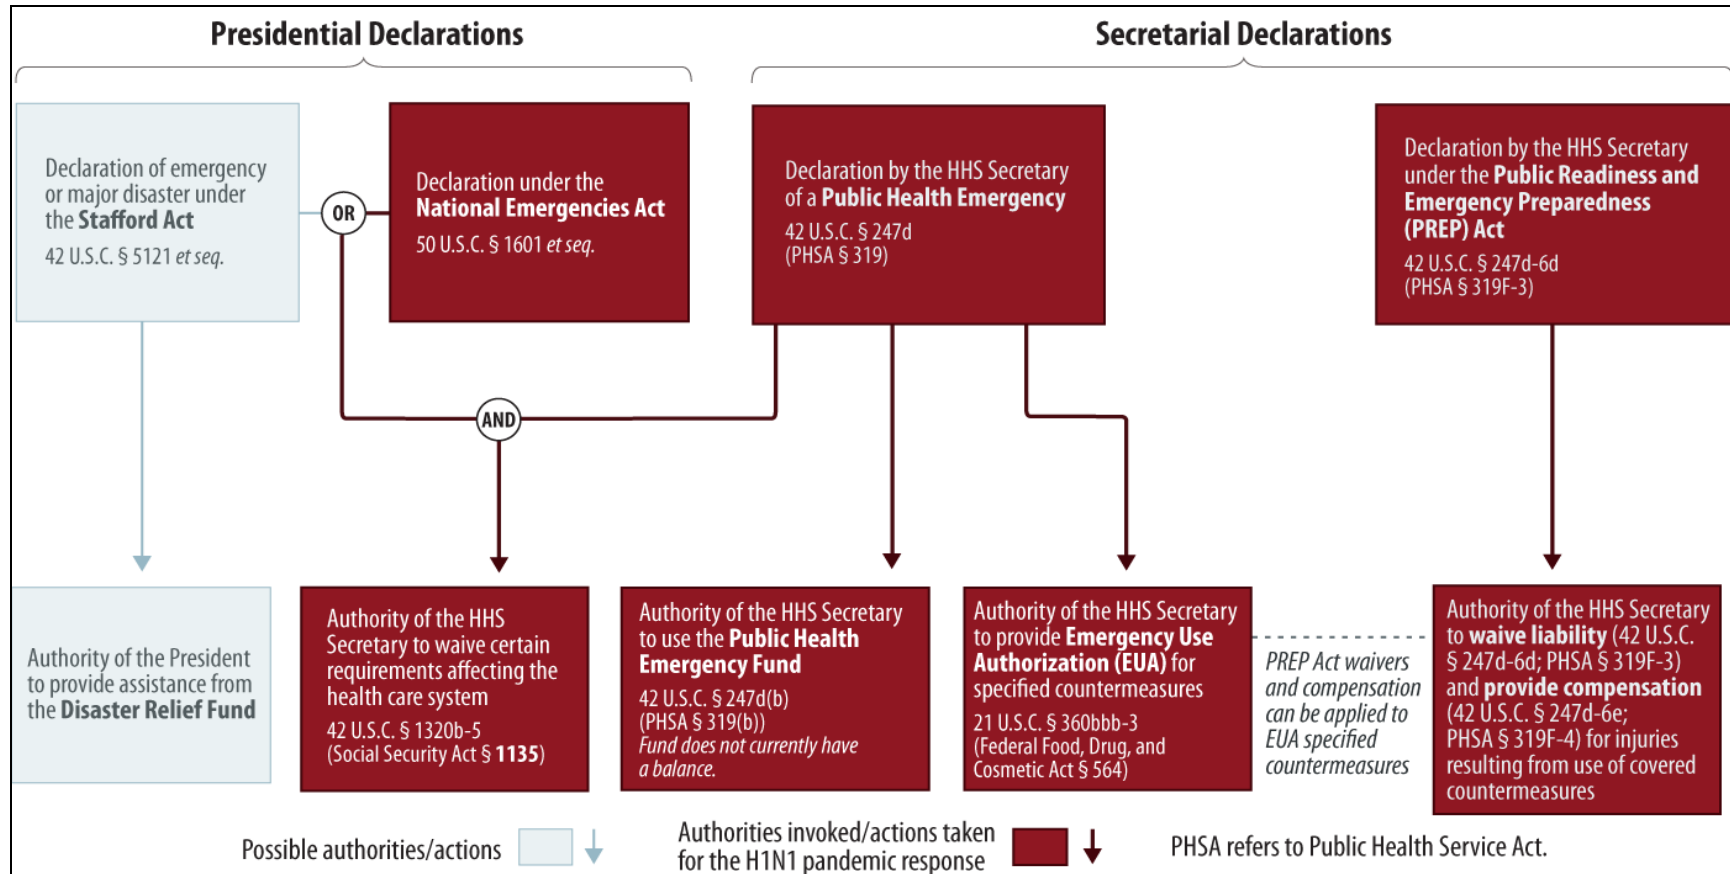 Presidential Declarations
Secretarial Declarations
Declaration of emergency
or major disaster under
the Stafford Act
42 U.S.C. § 5121 et seq.
OR
Declaration under the
National Emergencies Act
50 U.S.C. § 1601 et seq.
Declaration by the HHS Secretary
of a Public Health Emergency
42 U.S.C. § 247d
(PHSA § 319)
Declaration by the HHS Secretary
under the Public Readiness and
Emergency Preparedness
(PREP) Act
42 U.S.C. § 247d-6d
(PHSA § 319F-3)
AND
Authority of the President
to provide assistance from
the Disaster Relief Fund
Authority of the HHS
Secretary to waive certain
requirements affecting the
health care system
42 U.S.C. § 1320b-5
(Social Security Act § 1135)
Authority of the HHS Secretary
to use the Public Health
Emergency Fund
42 U.S.C. § 247d(b)
(PHSA § 319(b))
Fund does not currently have
a balance.
Authority of the HHS Secretary
to provide Emergency Use
Authorization (EUA) for
specified countermeasures
21 U.S.C. § 360bbb-3
(Federal Food, Drug, and
Cosmetic Act § 564)
PREP Act waivers
and compensation
can be applied to
EUA specified
countermeasures
Authority of the HHS Secretary
to waive liability (42 U.S.C.
§ 247d-6d; PHSA § 319F-3)
and provide compensation
(42 U.S.C. § 247d-6e;
PHSA § 319F-4) for injuries
resulting from use of covered
countermeasures
Possible authorities/actions
Authorities invoked/actions taken
for the H1N1 pandemic response
PHSA refers to Public Health Service Act.